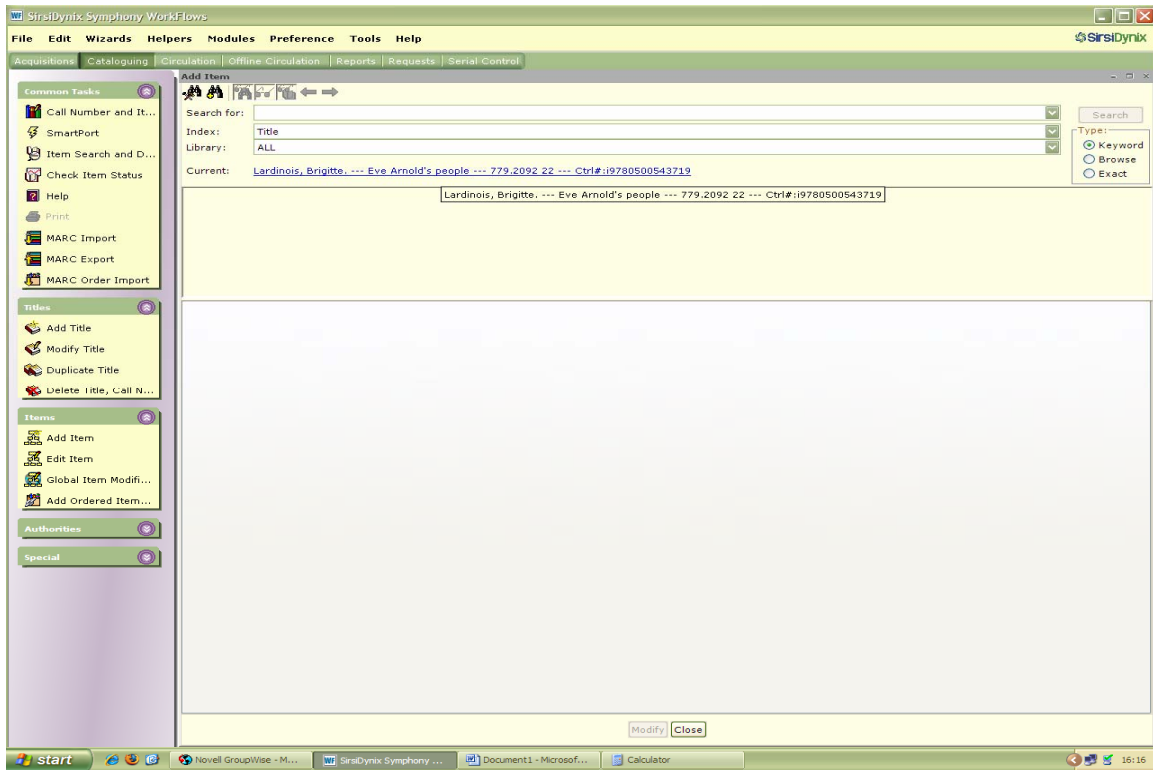 SirsiDynix Symphony WorkFlows
File Edit Wizards Helpers Modules Preference Tools Help
SirsiDynix
Acquisitions Cataloguing Circulation Offline Circulation Reports Requests Serial Control
Add Item
Common Tasks
Call Number and It...
SmartPort
Item Search and D...
Check Item Status
Help
Print
MARC Import
MARC Export
MARC Order Import
Titles
Add Title
Modify Title
Duplicate Title
Delete Title, Call N...
Items
Add Item
Edit Item
Global Item Modifi...
Add Ordered Item...
Authorities
Special
Search for:
Search
Index: Title
Library: ALL
Type:
Keyword
Browse
Exact
Current: Lardinois, Brigitte. --- Eve Arnold's people --- 779.2092 22 --- Ctrl#:i9780500543719
Lardinois, Brigitte. --- Eve Arnold's people --- 779.2092 22 --- Ctrl#:i9780500543719
Modify Close
start Novell GroupWise - M... SirsiDynix Symphony ... Document1 - Microsof... Calculator 16:16